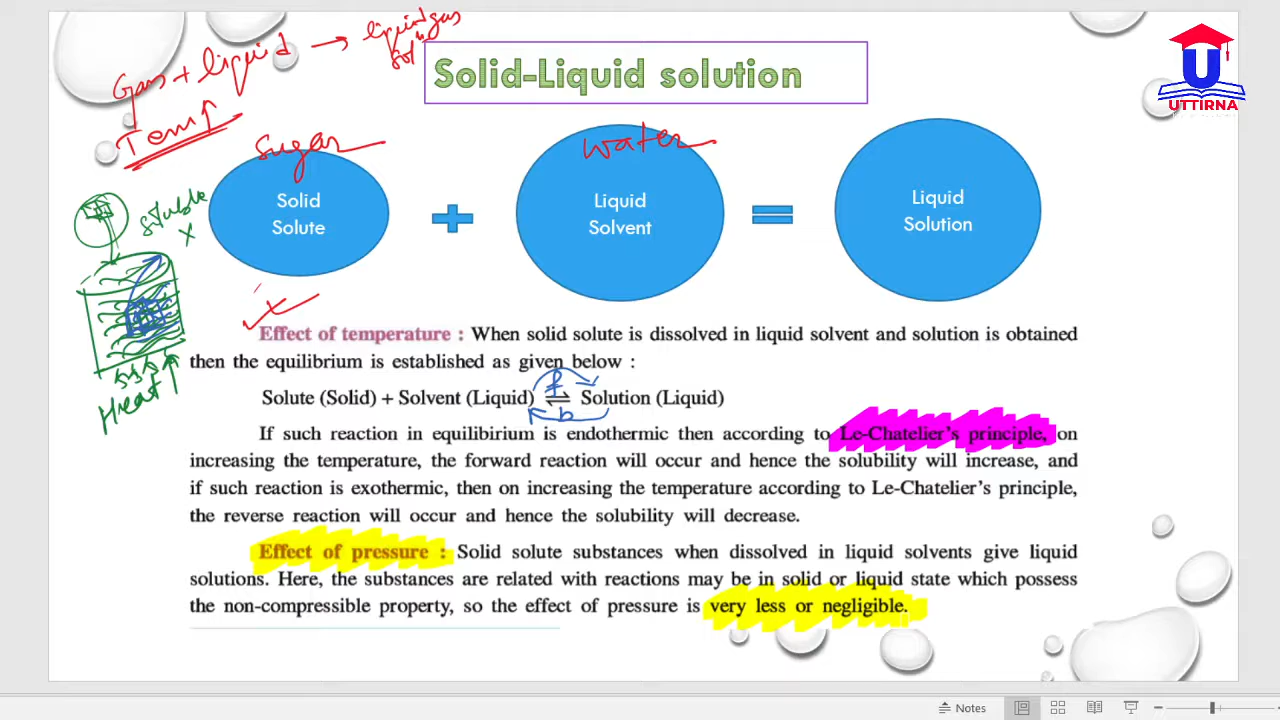 Gas + liquid → liquid gas
soln
Solid-Liquid solution
U
UTTIRNA
Tem↑
sugar
water
Solid
Solute
Liquid
Solvent
Liquid
Solution
X
Heat↑
Effect of temperature : When solid solute is dissolved in liquid solvent and solution is obtained
then the equilibrium is established as given below :
f
Solute (Solid) + Solvent (Liquid) ⇌ Solution (Liquid)
b
If such reaction in equilibirium is endothermic then according to Le-Chatelier's principle, on
increasing the temperature, the forward reaction will occur and hence the solubility will increase, and
if such reaction is exothermic, then on increasing the temperature according to Le-Chatelier's principle,
the reverse reaction will occur and hence the solubility will decrease.
Effect of pressure : Solid solute substances when dissolved in liquid solvents give liquid
solutions. Here, the substances are related with reactions may be in solid or liquid state which possess
the non-compressible property, so the effect of pressure is very less or negligible.
Notes